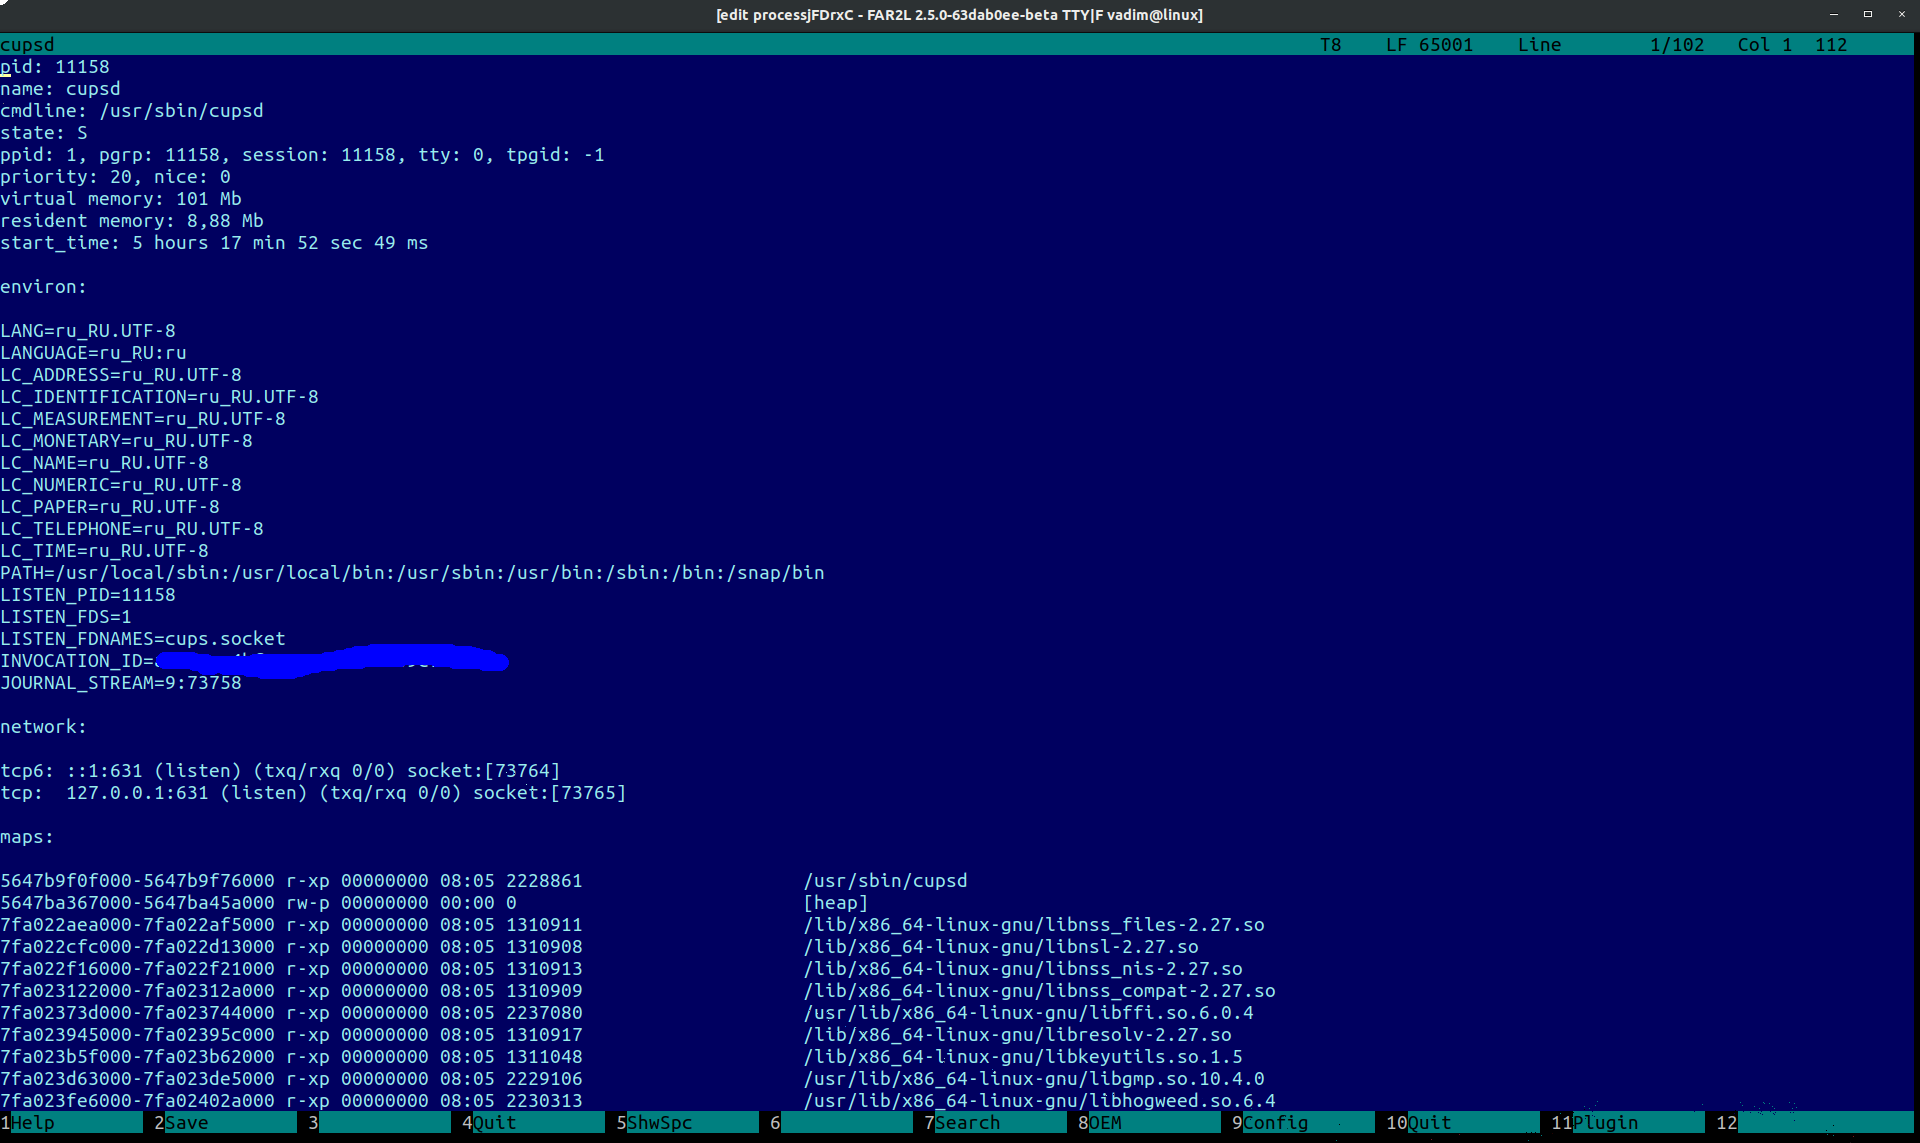 [edit processjFDrxC - FAR2L 2.5.0-63dab0ee-beta TTY|F vadim@linux]
cupsd T8 LF 65001 Line 1/102 Col 1 112
pid: 11158
name: cupsd
cmdline: /usr/sbin/cupsd
state: S
ppid: 1, pgrp: 11158, session: 11158, tty: 0, tpgid: -1
priority: 20, nice: 0
virtual memory: 101 Mb
resident memory: 8,88 Mb
start_time: 5 hours 17 min 52 sec 49 ms
environ:
LANG=ru_RU.UTF-8
LANGUAGE=ru_RU:ru
LC_ADDRESS=ru_RU.UTF-8
LC_IDENTIFICATION=ru_RU.UTF-8
LC_MEASUREMENT=ru_RU.UTF-8
LC_MONETARY=ru_RU.UTF-8
LC_NAME=ru_RU.UTF-8
LC_NUMERIC=ru_RU.UTF-8
LC_PAPER=ru_RU.UTF-8
LC_TELEPHONE=ru_RU.UTF-8
LC_TIME=ru_RU.UTF-8
PATH=/usr/local/sbin:/usr/local/bin:/usr/sbin:/usr/bin:/sbin:/bin:/snap/bin
LISTEN_PID=11158
LISTEN_FDS=1
LISTEN_FDNAMES=cups.socket
INVOCATION_ID=
JOURNAL_STREAM=9:73758
network:
tcp6: ::1:631 (listen) (txq/rxq 0/0) socket:[73764]
tcp:  127.0.0.1:631 (listen) (txq/rxq 0/0) socket:[73765]
maps:
5647b9f0f000-5647b9f76000 r-xp 00000000 08:05 2228861 /usr/sbin/cupsd
5647ba367000-5647ba45a000 rw-p 00000000 00:00 0 [heap]
7fa022aea000-7fa022af5000 r-xp 00000000 08:05 1310911 /lib/x86_64-linux-gnu/libnss_files-2.27.so
7fa022cfc000-7fa022d13000 r-xp 00000000 08:05 1310908 /lib/x86_64-linux-gnu/libnsl-2.27.so
7fa022f16000-7fa022f21000 r-xp 00000000 08:05 1310913 /lib/x86_64-linux-gnu/libnss_nis-2.27.so
7fa023122000-7fa02312a000 r-xp 00000000 08:05 1310909 /lib/x86_64-linux-gnu/libnss_compat-2.27.so
7fa02373d000-7fa023744000 r-xp 00000000 08:05 2237080 /usr/lib/x86_64-linux-gnu/libffi.so.6.0.4
7fa023945000-7fa02395c000 r-xp 00000000 08:05 1310917 /lib/x86_64-linux-gnu/libresolv-2.27.so
7fa023b5f000-7fa023b62000 r-xp 00000000 08:05 1311048 /lib/x86_64-linux-gnu/libkeyutils.so.1.5
7fa023d63000-7fa023de5000 r-xp 00000000 08:05 2229106 /usr/lib/x86_64-linux-gnu/libgmp.so.10.4.0
7fa023fe6000-7fa02402a000 r-xp 00000000 08:05 2230313 /usr/lib/x86_64-linux-gnu/libhogweed.so.6.4
1Help 2Save 3 4Quit 5ShwSpc 6 7Search 8OEM 9Config 10Quit 11Plugin 12